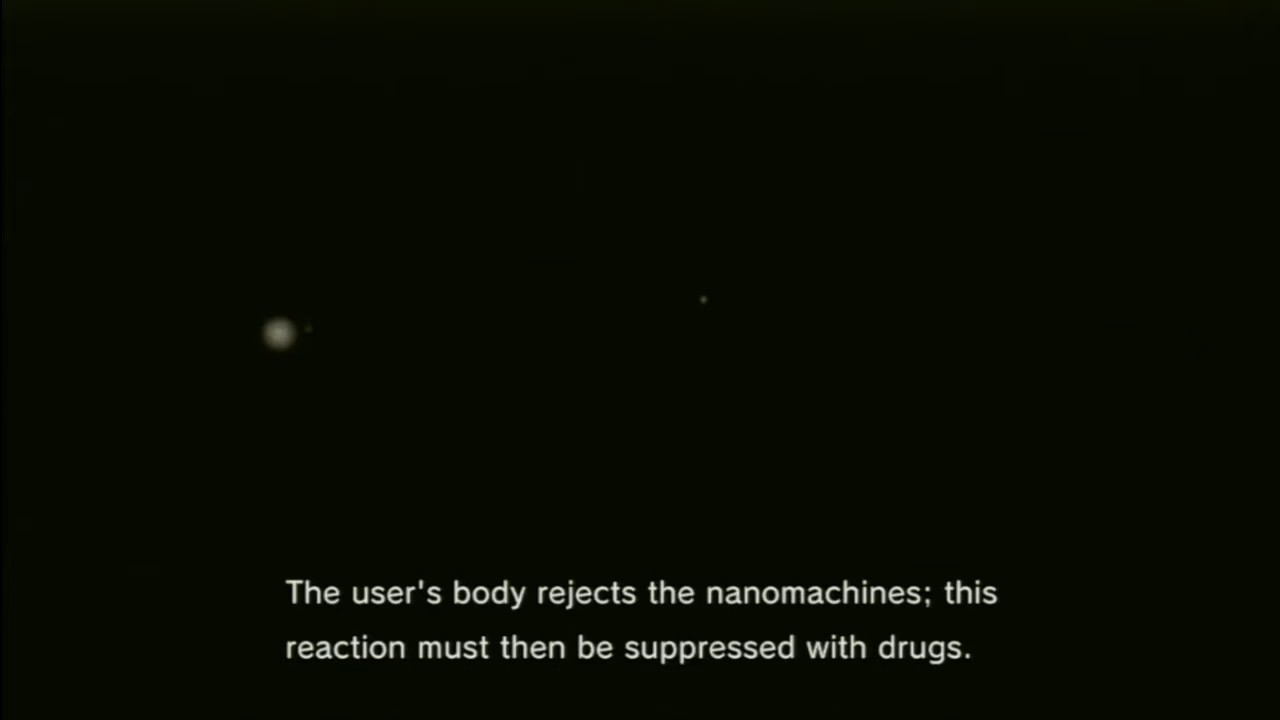 The user's body rejects the nanomachines; this
reaction must then be suppressed with drugs.